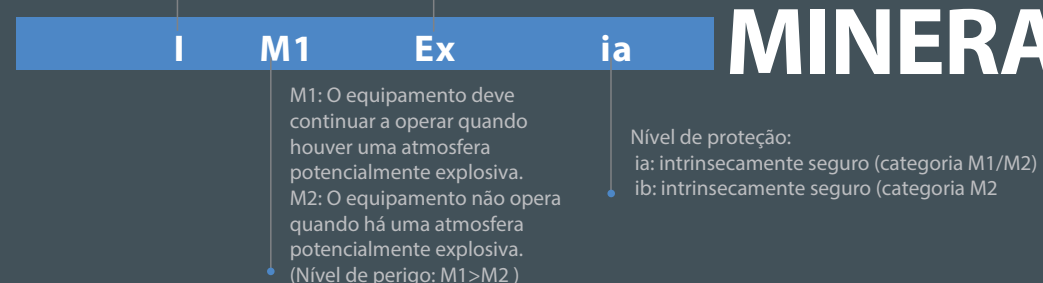 I M1 Ex ia
MINERA
M1: O equipamento deve
continuar a operar quando
houver uma atmosfera
potencialmente explosiva.
M2: O equipamento não opera
quando há uma atmosfera
potencialmente explosiva.
(Nível de perigo: M1>M2 )
Nível de proteção:
ia: intrinsecamente seguro (categoria M1/M2)
ib: intrinsecamente seguro (categoria M2